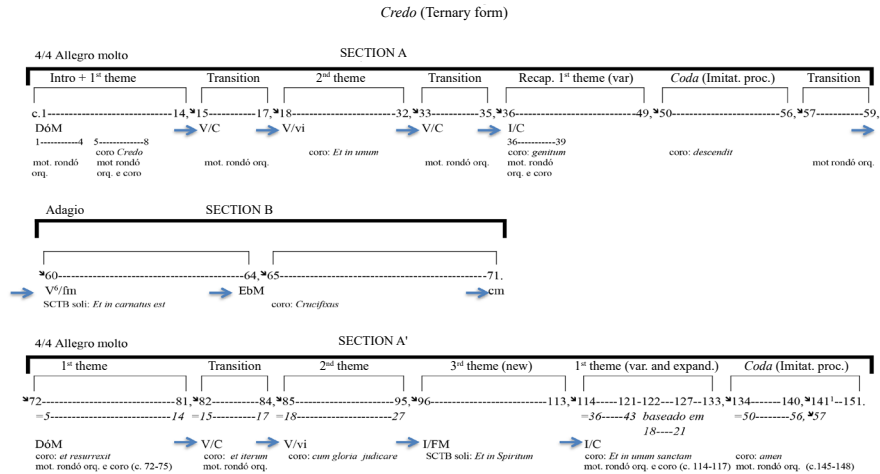 Credo (Ternary form)
4/4 Allegro molto SECTION A
Intro + 1st theme Transition 2nd theme Transition Recap. 1st theme (var) Coda (Imitat. proc.) Transition
c.1-------------------------14, 15---------17, 18----------------------32, 33---------35, 36-------------------------49, 50---------------------56, 57----------59,
DóM V/C V/vi V/C I/C
1-----------4 5--------8 36-----------39
coro Credo coro: Et in unum coro: genitum coro: descendit
mot. rondó mot rondó mot. rondó orq. mot. rondó orq. mot. rondó mot rondó orq.
orq. orq. e coro orq. e coro
Adagio SECTION B
60------------------------------------64, 65------------------------------------------71.
V6/fm EbM cm
SCTB soli: Et in carnatus est coro: Crucifixus
4/4 Allegro molto SECTION A'
1st theme Transition 2nd theme 3rd theme (new) 1st theme (var. and expand.) Coda (Imitat. proc.)
72----------------------------81, 82---------84, 85--------------------95, 96-------------------------113, 114-----121-122---127--133, 134-------140, 141¹--151.
=5-----------------------14 =15--------17 =18----------------27 =36-----43 baseado em =50--------56, 57
18----21
DóM V/C V/vi I/FM I/C
coro: et resurrexit coro: et iterum coro: cum gloria judicare SCTB soli: Et in Spiritum coro: Et in unum sanctam coro: amen
mot. rondó orq. e coro (c. 72-75) mot. rondó orq. mot. rondó orq. e coro (c. 114-117) mot. rondó orq. (c.145-148)